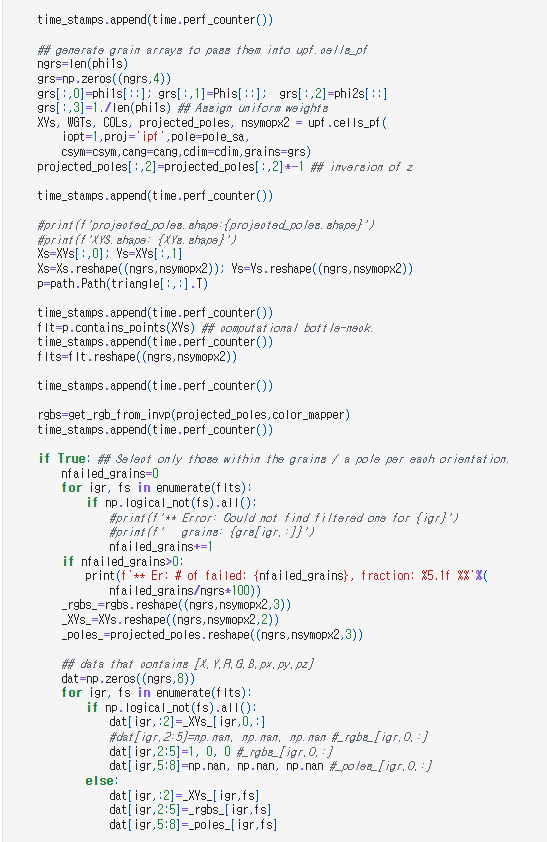 time_stamps.append(time.perf_counter())
## generate grain arrays to pass them into upf.cells_pf
ngrs=len(phi1s)
grs=np.zeros((ngrs,4))
grs[:,0]=phi1s[::]; grs[:,1]=Phis[::];  grs[:,2]=phi2s[::]
grs[:,3]=1./len(phi1s) ## Assign uniform weights
XYs, WGTs, COLs, projected_poles, nsymopx2 = upf.cells_pf(
    iopt=1,proj='ipf',pole=pole_sa,
    csym=csym,cang=cang,cdim=cdim,grains=grs)
projected_poles[:,2]=projected_poles[:,2]*-1 ## inversion of z
time_stamps.append(time.perf_counter())
#print(f'projected_poles.shape:{projected_poles.shape}')
#print(f'XYS.shape: {XYs.shape}')
Xs=XYs[:,0]; Ys=XYs[:,1]
Xs=Xs.reshape((ngrs,nsymopx2)); Ys=Ys.reshape((ngrs,nsymopx2))
p=path.Path(triangle[:,:].T)
time_stamps.append(time.perf_counter())
flt=p.contains_points(XYs) ## computational bottle-neck.
time_stamps.append(time.perf_counter())
flts=flt.reshape((ngrs,nsymopx2))
time_stamps.append(time.perf_counter())
rgbs=get_rgb_from_invp(projected_poles,color_mapper)
time_stamps.append(time.perf_counter())
if True: ## Select only those within the grains / a pole per each orientation.
    nfailed_grains=0
    for igr, fs in enumerate(flts):
        if np.logical_not(fs).all():
            #print(f'** Error: Could not find filtered one for {igr}')
            #print(f'   grains: {grs[igr,:]}')
            nfailed_grains+=1
    if nfailed_grains>0:
        print(f'** Er: # of failed: {nfailed_grains}, fraction: %5.1f %%'%(
            nfailed_grains/ngrs*100))
    _rgbs_=rgbs.reshape((ngrs,nsymopx2,3))
    _XYs_=XYs.reshape((ngrs,nsymopx2,2))
    _poles_=projected_poles.reshape((ngrs,nsymopx2,3))
    ## data that contains [X,Y,R,G,B,px,py,pz]
    dat=np.zeros((ngrs,8))
    for igr, fs in enumerate(flts):
        if np.logical_not(fs).all():
            dat[igr,:2]=_XYs_[igr,0,:]
            #dat[igr,2:5]=np.nan, np.nan, np.nan #_rgbs_[igr,0,:]
            dat[igr,2:5]=1, 0, 0 #_rgbs_[igr,0,:]
            dat[igr,5:8]=np.nan, np.nan, np.nan #_poles_[igr,0,:]
        else:
            dat[igr,:2]=_XYs_[igr,fs]
            dat[igr,2:5]=_rgbs_[igr,fs]
            dat[igr,5:8]=_poles_[igr,fs]